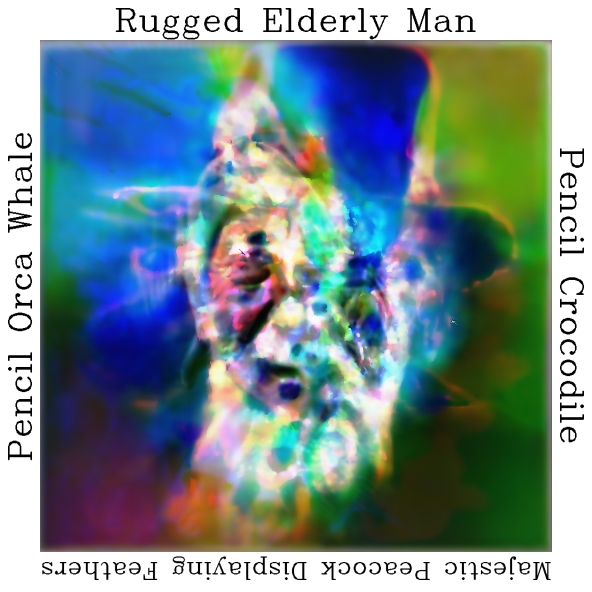 Rugged Elderly Man
Pencil Orca Whale
Pencil Crocodile
Majestic Peacock Displaying Feathers